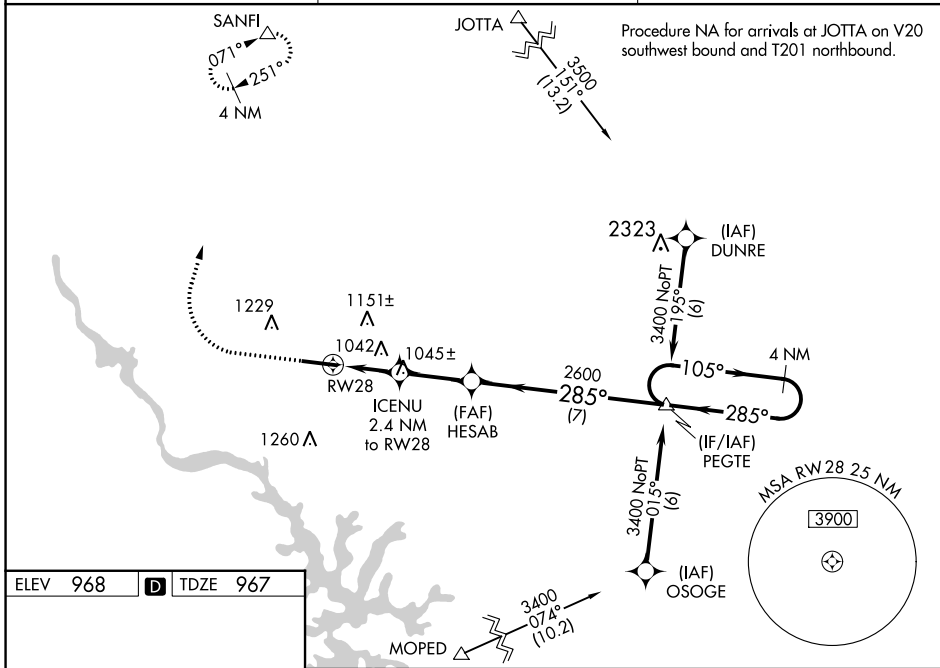 SANFI
071°
251°
4 NM
JOTTA
3500
151°
(13.2)
Procedure NA for arrivals at JOTTA on V20
southwest bound and T201 northbound.
2323
(IAF)
DUNRE
3400 NoPT
195°
(6)
1229
1151±
1042
1045±
RW28
ICENU
2.4 NM
to RW28
(FAF)
HESAB
2600
285°
(7)
105°
4 NM
285°
(IF/IAF)
PEGTE
1260
3400 NoPT
015°
(6)
(IAF)
OSOGE
MSA RW28 25 NM
3900
ELEV 968 D TDZE 967
MOPED
3400
074°
(10.2)